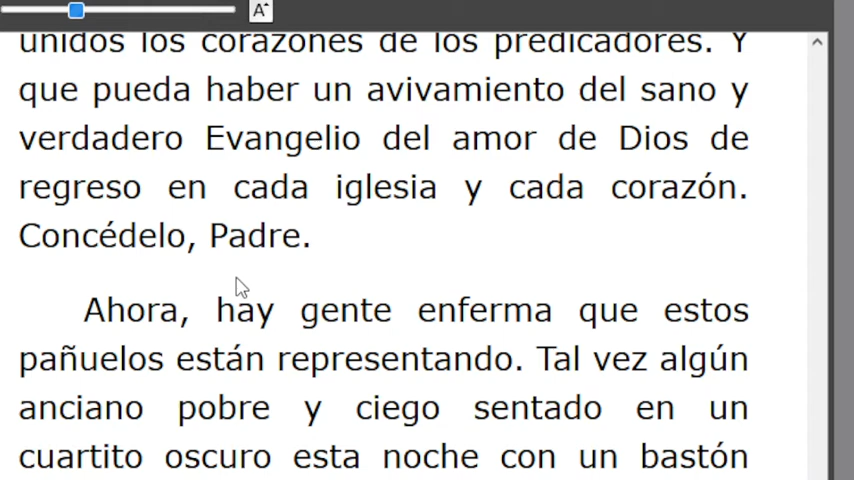 A
unidos los corazones de los predicadores. Y
que pueda haber un avivamiento del sano y
verdadero Evangelio del amor de Dios de
regreso en cada iglesia y cada corazón.
Concédelo, Padre.
Ahora, hay gente enferma que estos
pañuelos están representando. Tal vez algún
anciano pobre y ciego sentado en un
cuartito oscuro esta noche con un bastón